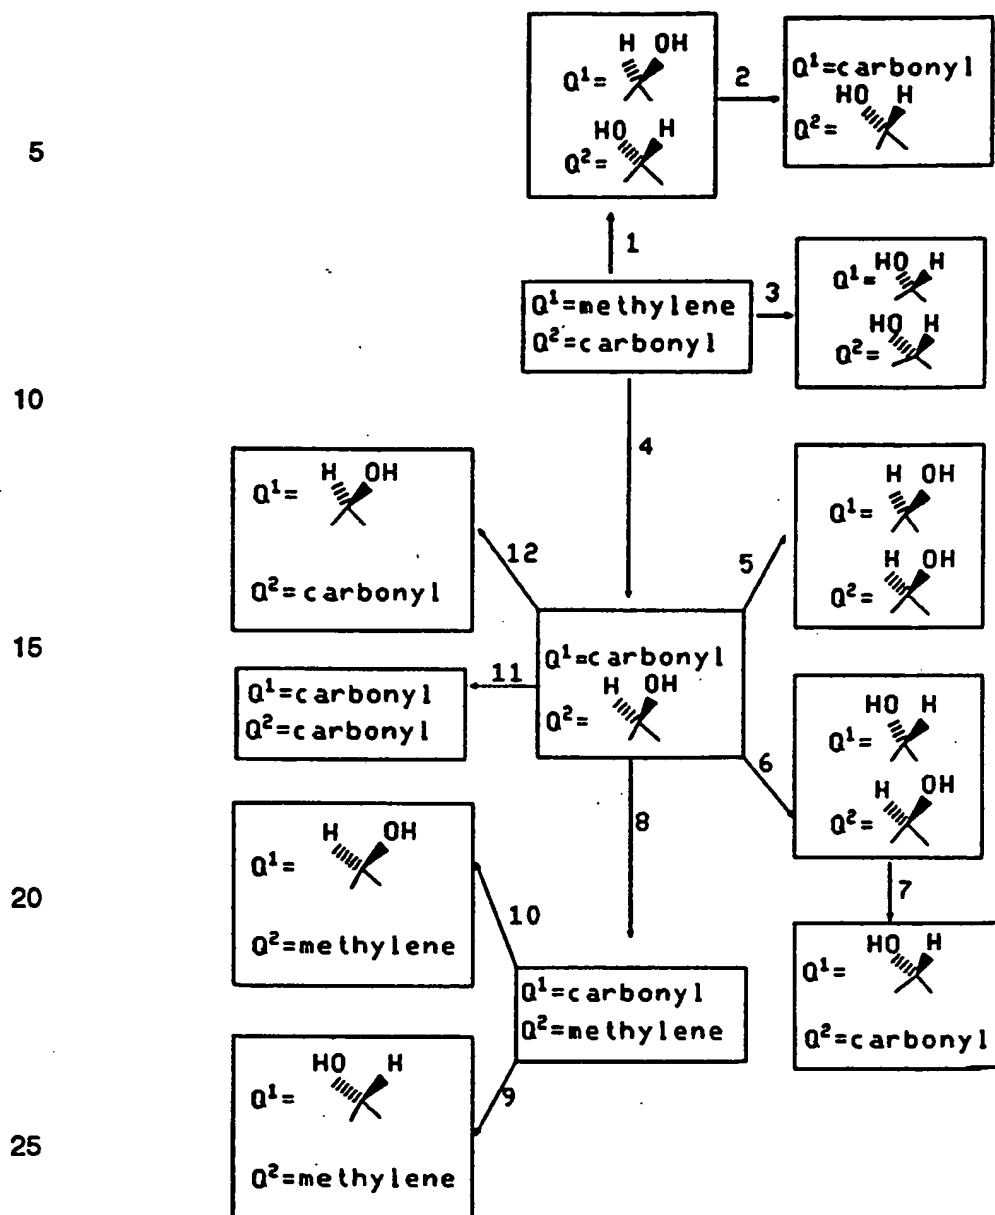 H OH
Q¹=
HO H
Q²=
2
Q¹=carbonyl
HO H
Q²=
5
1
Q¹=methylene
Q²=carbonyl
3
HO H
Q¹=
HO H
Q²=
10
4
H OH
Q¹=
Q²=carbonyl
12
5
H OH
Q¹=
H OH
Q²=
15
Q¹=carbonyl
H OH
Q²=
11
Q¹=carbonyl
Q²=carbonyl
6
HO H
Q¹=
H OH
Q²=
8
H OH
Q¹=
Q²=methylene
20
10
7
HO H
Q¹=
Q²=carbonyl
Q¹=carbonyl
Q²=methylene
9
HO H
Q¹=
Q²=methylene
25